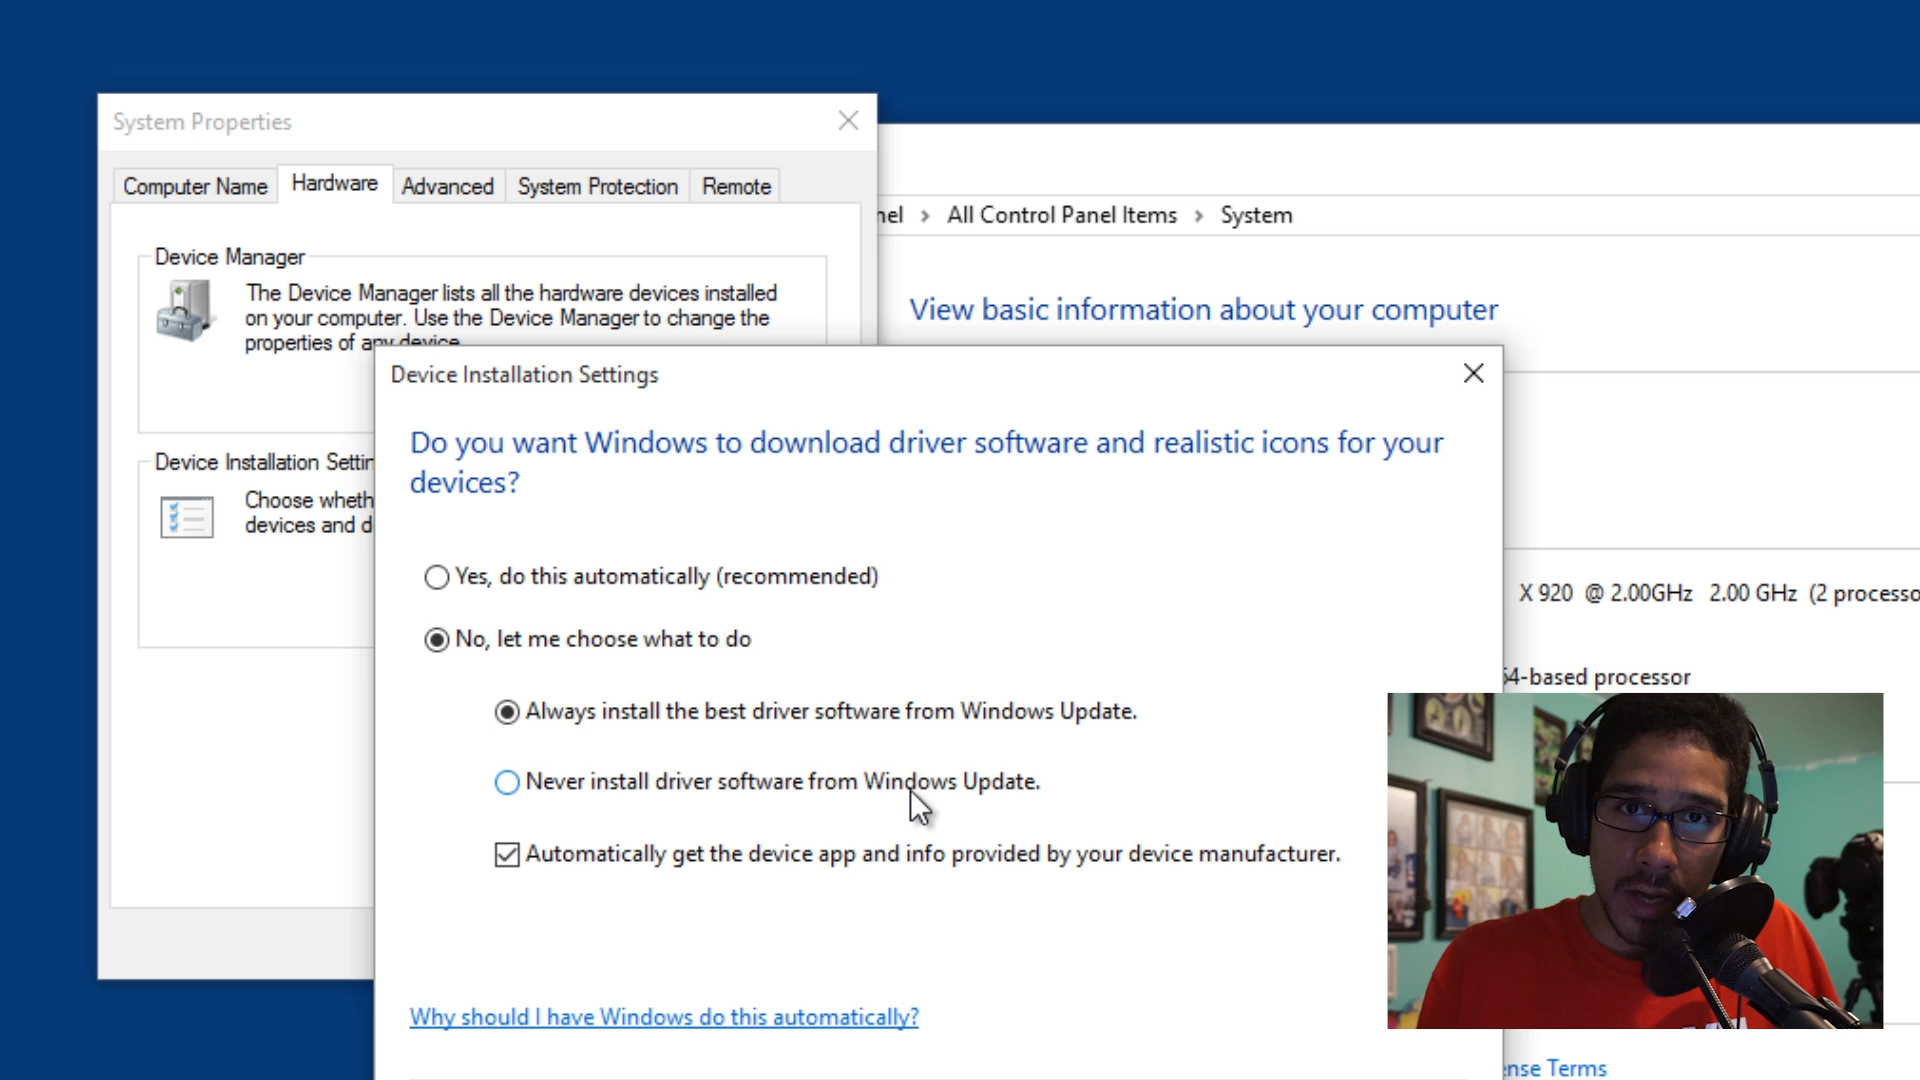 System Properties
Computer Name
Hardware
Advanced
System Protection
Remote
All Control Panel Items > System
Device Manager
The Device Manager lists all the hardware devices installed
on your computer. Use the Device Manager to change the
properties of any device.
View basic information about your computer
Device Installation Settings
Do you want Windows to download driver software and realistic icons for your
devices?
Device Installation
Choose
devices and
Yes, do this automatically (recommended)
No, let me choose what to do
Always install the best driver software from Windows Update.
Never install driver software from Windows Update.
Automatically get the device app and info provided by your device manufacturer.
X 920 @ 2.00GHz 2.00 GHz (2
64-based processor
Why should I have Windows do this automatically?
Terms